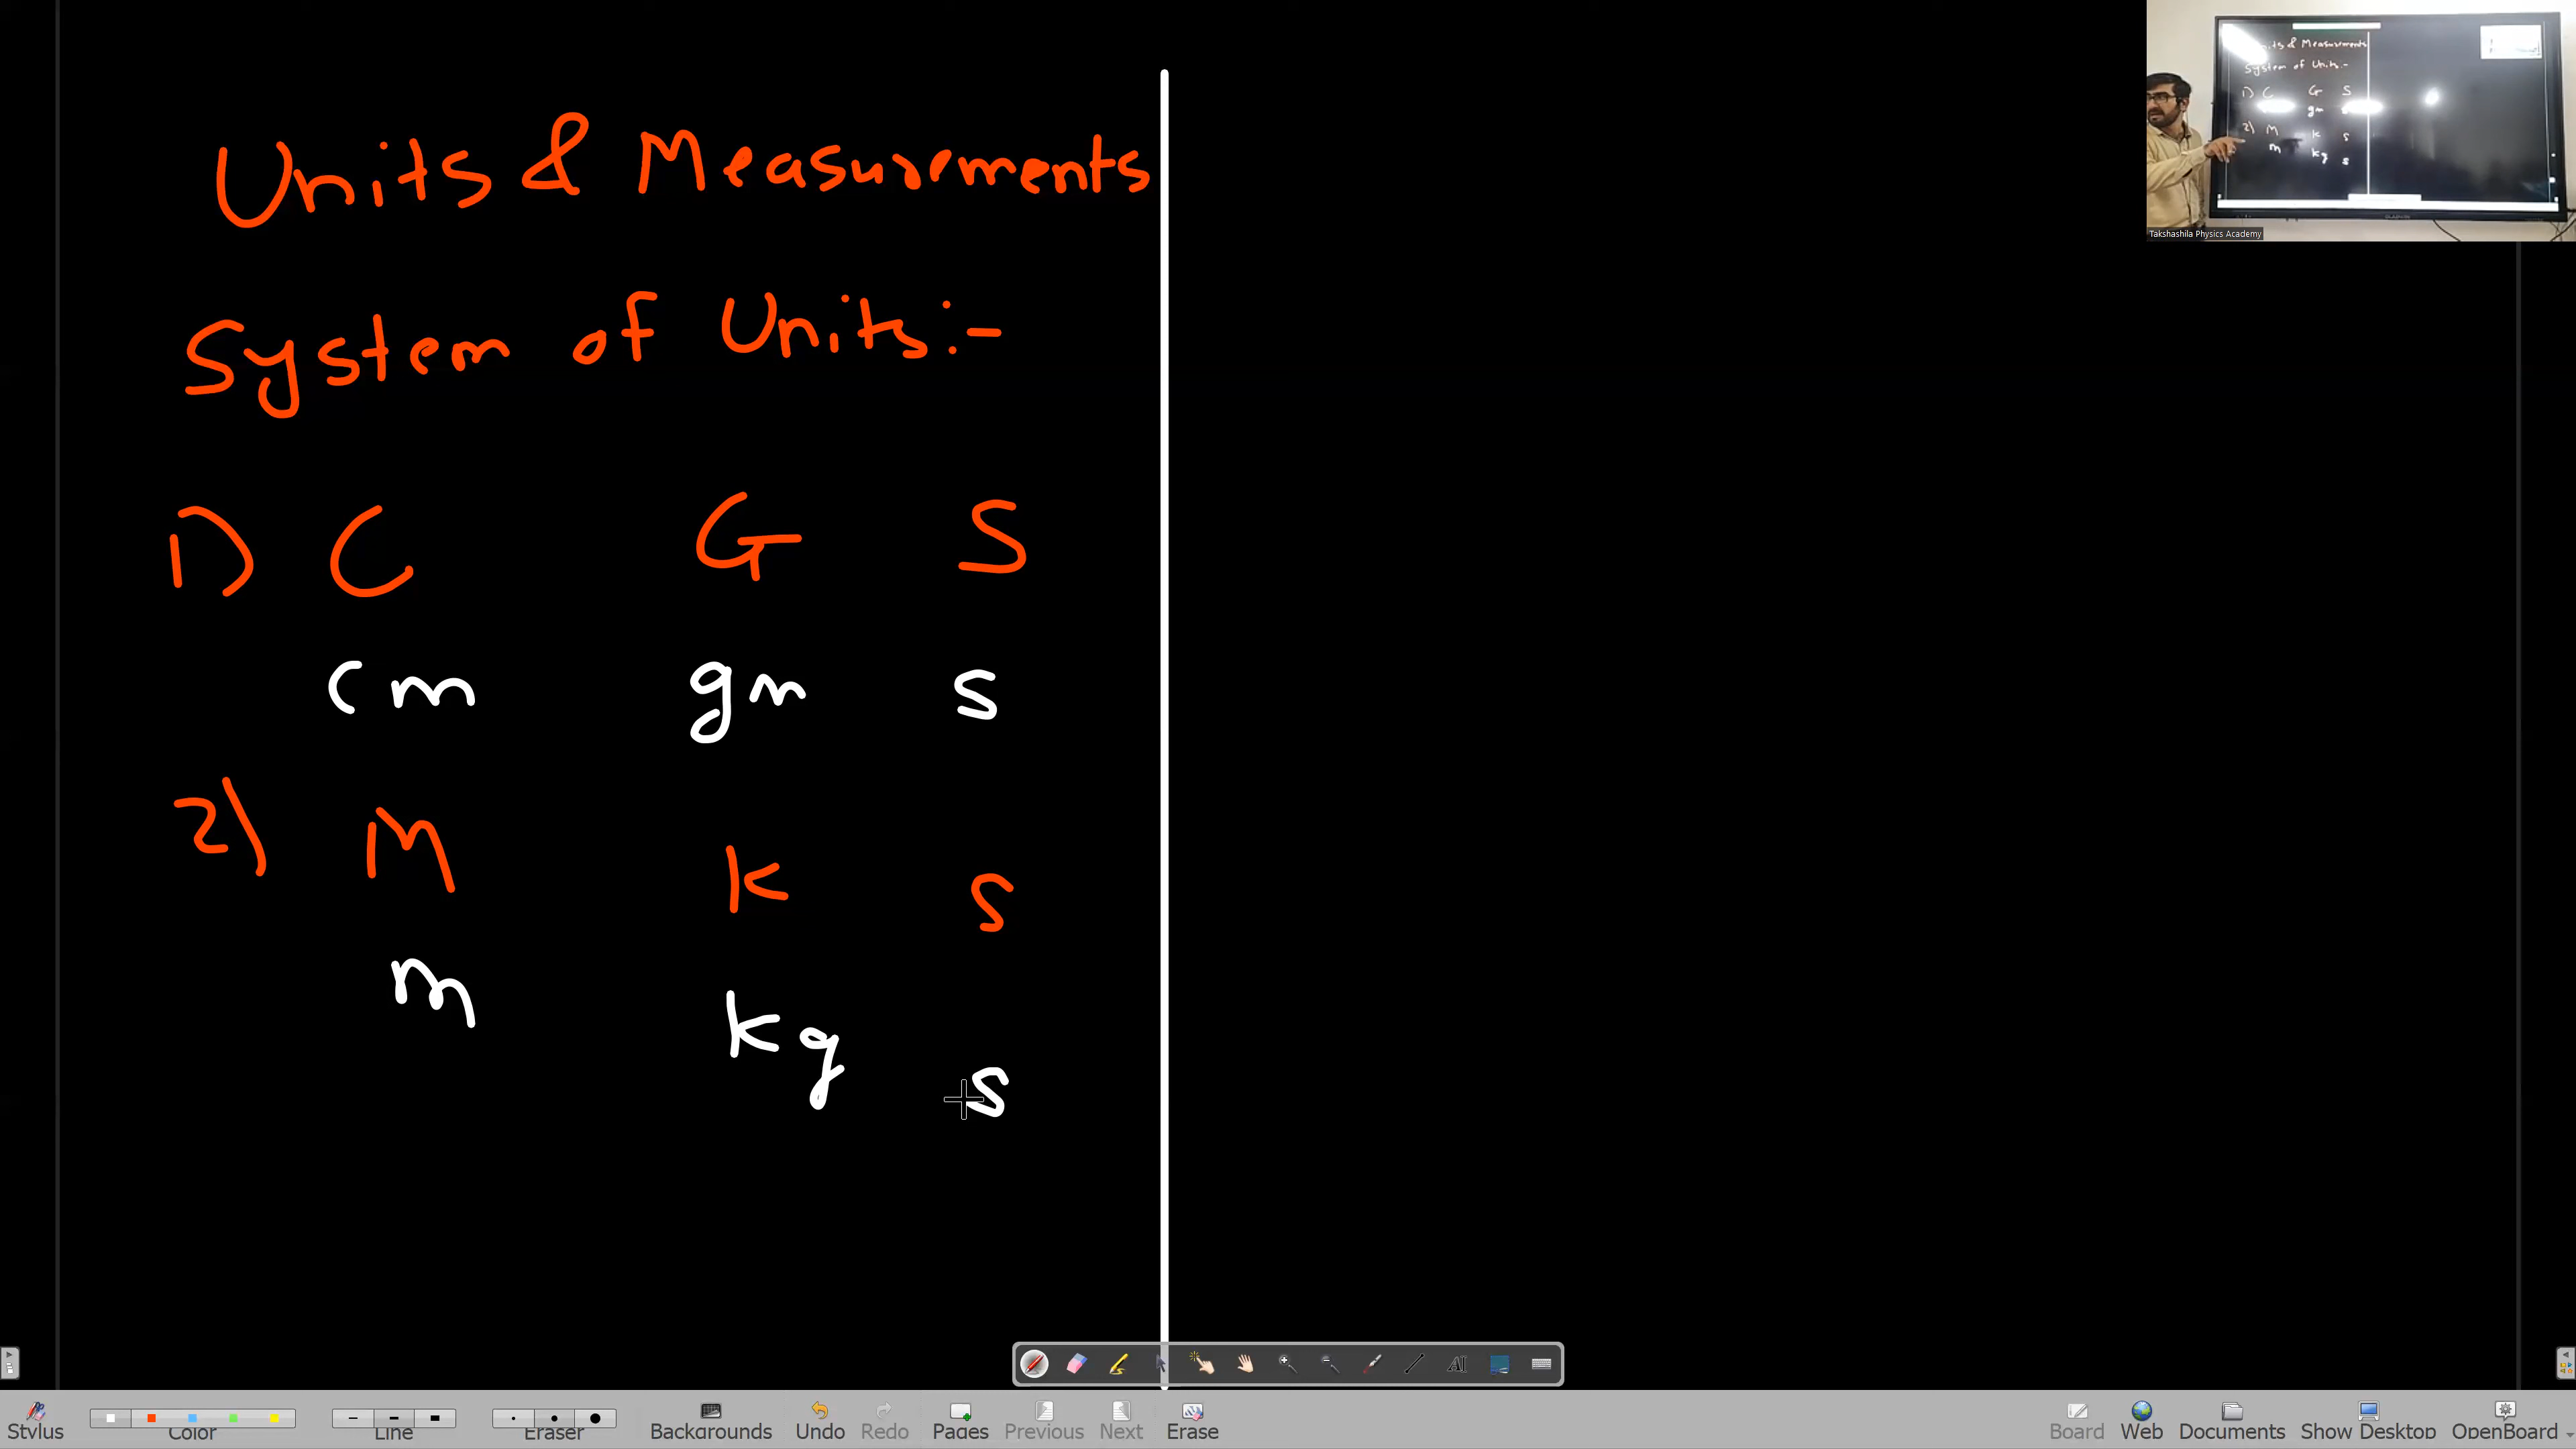 Units & Measurements
System of Units:-
1) C G S
cm gm s
2) M K S
m kg s
Takshashila Physics Academy
Stylus Color Line Eraser Backgrounds Undo Redo Pages Previous Next Erase Board Web Documents Show Desktop OpenBoard